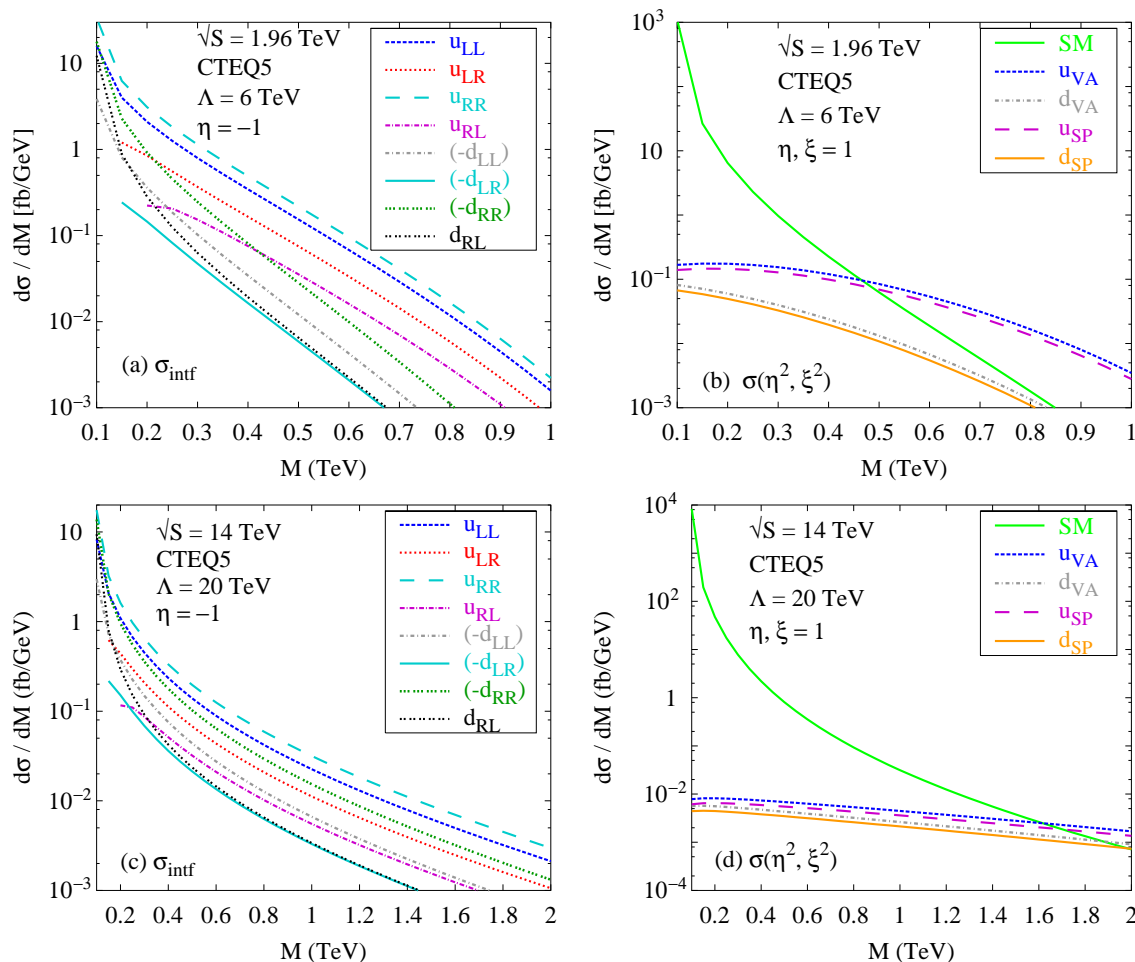 √S = 1.96 TeV
CTEQ5
Λ = 6 TeV
η = −1
u_LL
u_LR
u_RR
u_RL
(-d_LL)
(-d_LR)
(-d_RR)
d_RL
10
1
10^−1
10^−2
10^−3
dσ / dM [fb/GeV]
(a) σ_intf
0.1 0.2 0.3 0.4 0.5 0.6 0.7 0.8 0.9 1
M (TeV)
√S = 1.96 TeV
CTEQ5
Λ = 6 TeV
η, ξ = 1
SM
u_VA
d_VA
u_SP
d_SP
10^3
10
10^−1
10^−3
dσ / dM [fb/GeV]
(b) σ(η^2, ξ^2)
0.1 0.2 0.3 0.4 0.5 0.6 0.7 0.8 0.9 1
M (TeV)
√S = 14 TeV
CTEQ5
Λ = 20 TeV
η = −1
u_LL
u_LR
u_RR
u_RL
(-d_LL)
(-d_LR)
(-d_RR)
d_RL
10
1
10^−1
10^−2
10^−3
dσ / dM (fb/GeV)
(c) σ_intf
0.2 0.4 0.6 0.8 1 1.2 1.4 1.6 1.8 2
M (TeV)
√S = 14 TeV
CTEQ5
Λ = 20 TeV
η, ξ = 1
SM
u_VA
d_VA
u_SP
d_SP
10^4
10^2
1
10^−2
10^−4
dσ / dM (fb/GeV)
(d) σ(η^2, ξ^2)
0.2 0.4 0.6 0.8 1 1.2 1.4 1.6 1.8 2
M (TeV)